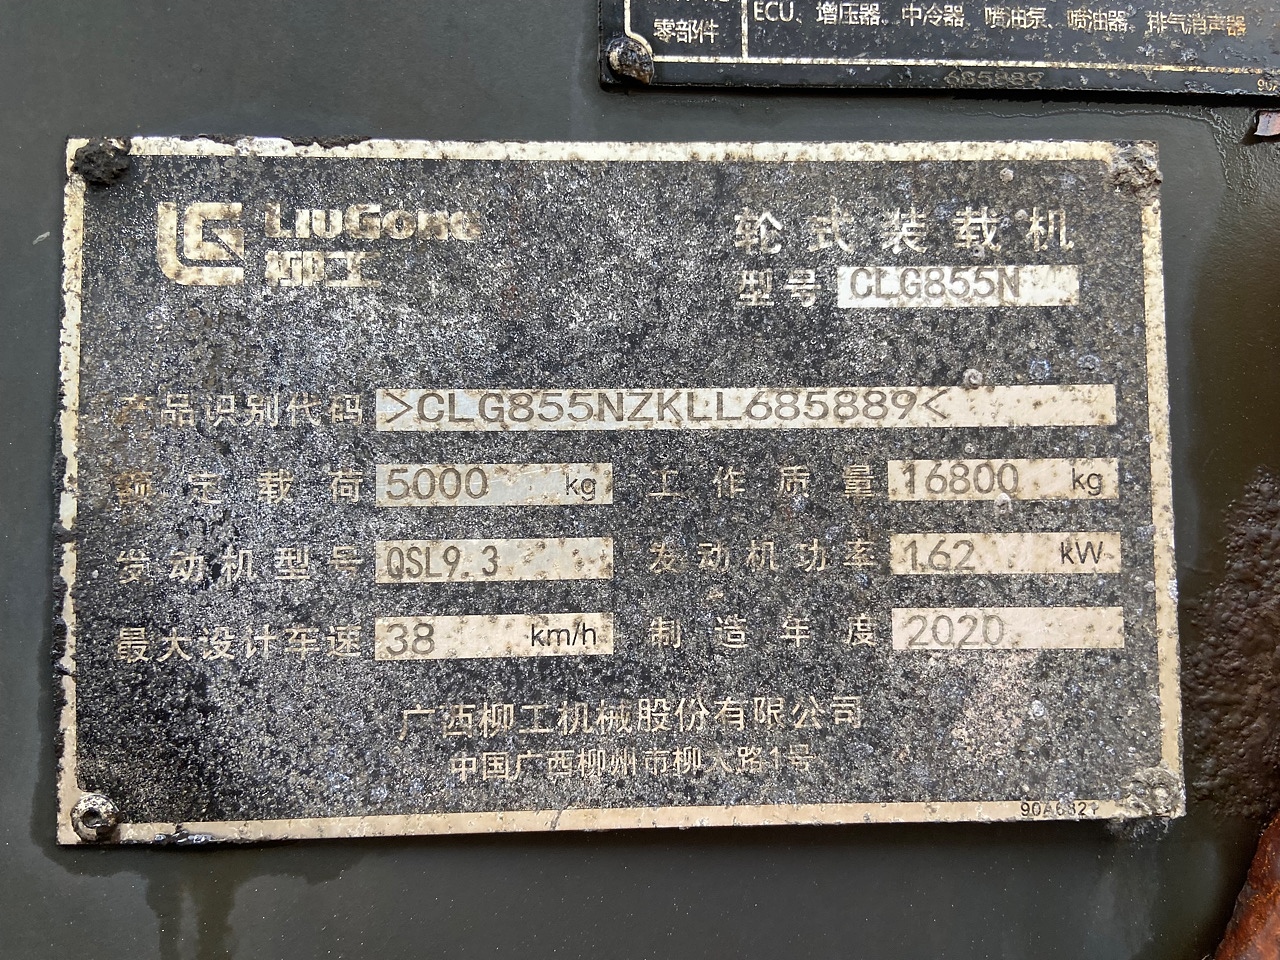 零部件 ECU、增压器、中冷器、喷油泵、喷油器、排气消声器
685889
LIUGONG
柳工
轮式装载机
型号 CLG855N
产品识别代码 >CLG855NZKLL685889<
额定载荷 5000 kg 工作质量 16800 kg
发动机型号 QSL9.3 发动机功率 162 kW
最大设计车速 38 km/h 制造年度 2020
广西柳工机械股份有限公司
中国广西柳州市柳太路1号
90A6321